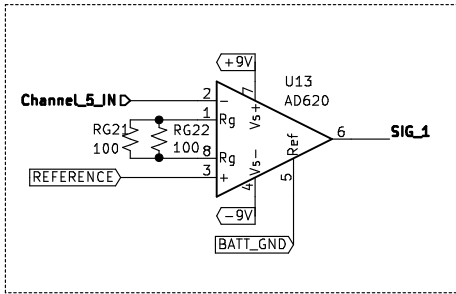 +9V
U13
AD620
7
Vs+
Channel_5_IN
2
-
1
Rg
RG21
100
RG22
100
8
Rg
Ref
6
SIG_1
REFERENCE
3
+
Vs-
4
5
-9V
BATT_GND